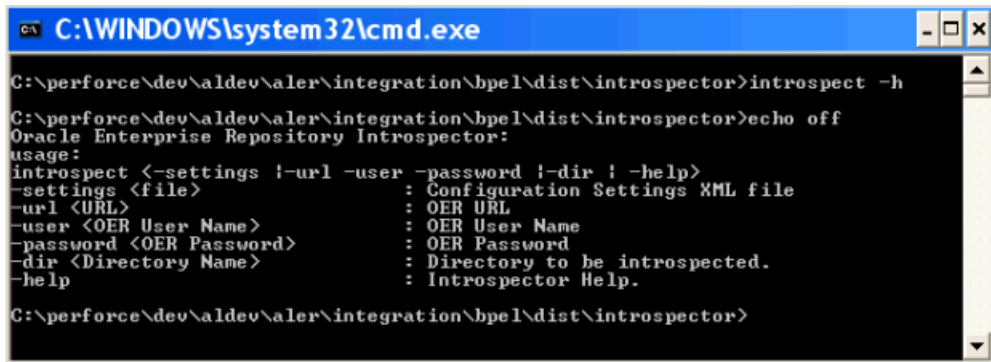 C:\WINDOWS\system32\cmd.exe
C:\perforce\dev\aldev\aler\integration\bpel\dist\introspector>introspect -h
C:\perforce\dev\aldev\aler\integration\bpel\dist\introspector>echo off
Oracle Enterprise Repository Introspector:
usage:
introspect <-settings |-url -user -password |-dir | -help>
-settings <file> : Configuration Settings XML file
-url <URL> : OER URL
-user <OER User Name> : OER User Name
-password <OER Password> : OER Password
-dir <Directory Name> : Directory to be introspected.
-help : Introspector Help.
C:\perforce\dev\aldev\aler\integration\bpel\dist\introspector>